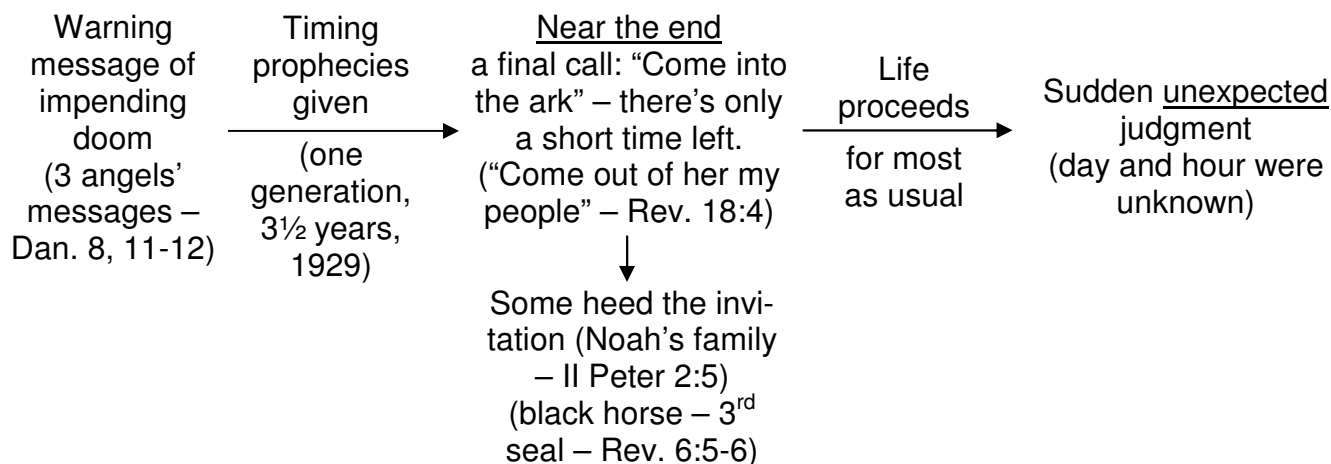 Warning
message of
impending
doom
(3 angels’
messages –
Dan. 8, 11-12)
Timing
prophecies
given
(one
generation,
3½ years,
1929)
Near the end
a final call: “Come into
the ark” – there’s only
a short time left.
(“Come out of her my
people” – Rev. 18:4)
Some heed the invi-
tation (Noah’s family
– II Peter 2:5)
(black horse – 3rd
seal – Rev. 6:5-6)
Life
proceeds
for most
as usual
Sudden unexpected
judgment
(day and hour were
unknown)